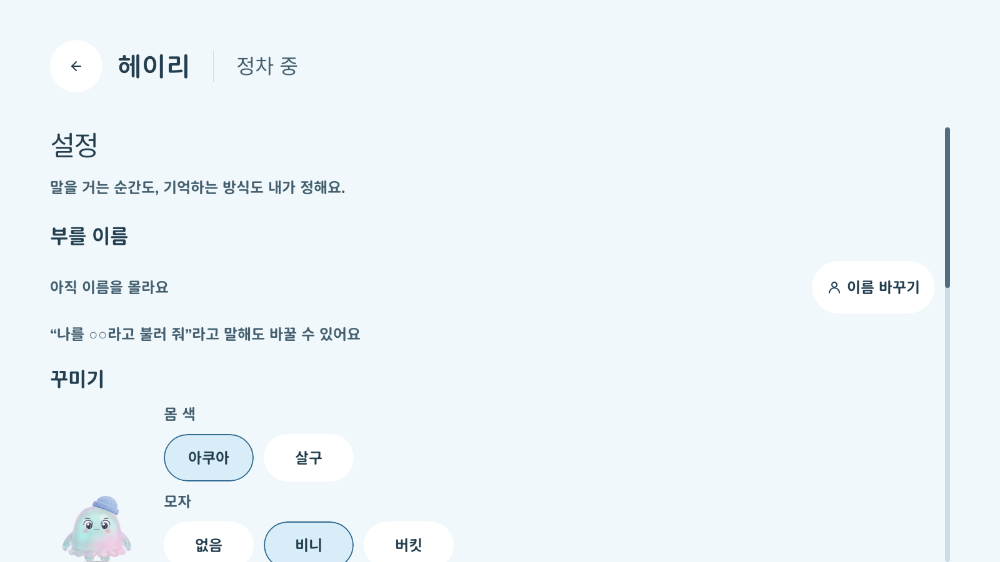 헤이리
정차 중
설정
말을 거는 순간도, 기억하는 방식도 내가 정해요.
부를 이름
아직 이름을 몰라요
이름 바꾸기
“나를 ○○라고 불러 줘”라고 말해도 바꿀 수 있어요
꾸미기
몸 색
아쿠아
살구
모자
없음
비니
버킷